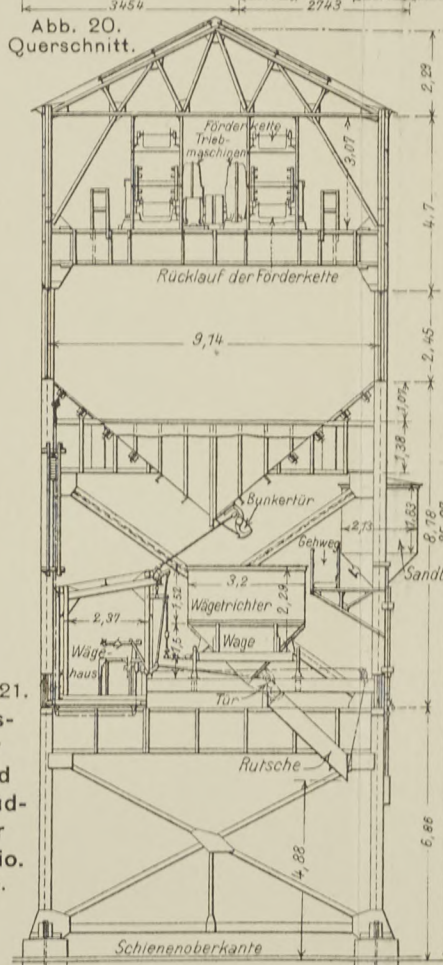 3454
2743
Abb. 20.
Querschnitt.
2,29
Förderkette
Trieb-
maschinen
3,07
4,7
Rücklauf der Förderkette
9,14
2,45
1,07
1,38
8,78
Bunkertür
2,13
1,63
Gehweg
3,2
2,29
Wägetrichter
1,52
2,37
Wäge-
haus
1,5
Wage
Tür
21.
Rutsche
4,88
6,86
Schienenoberkante